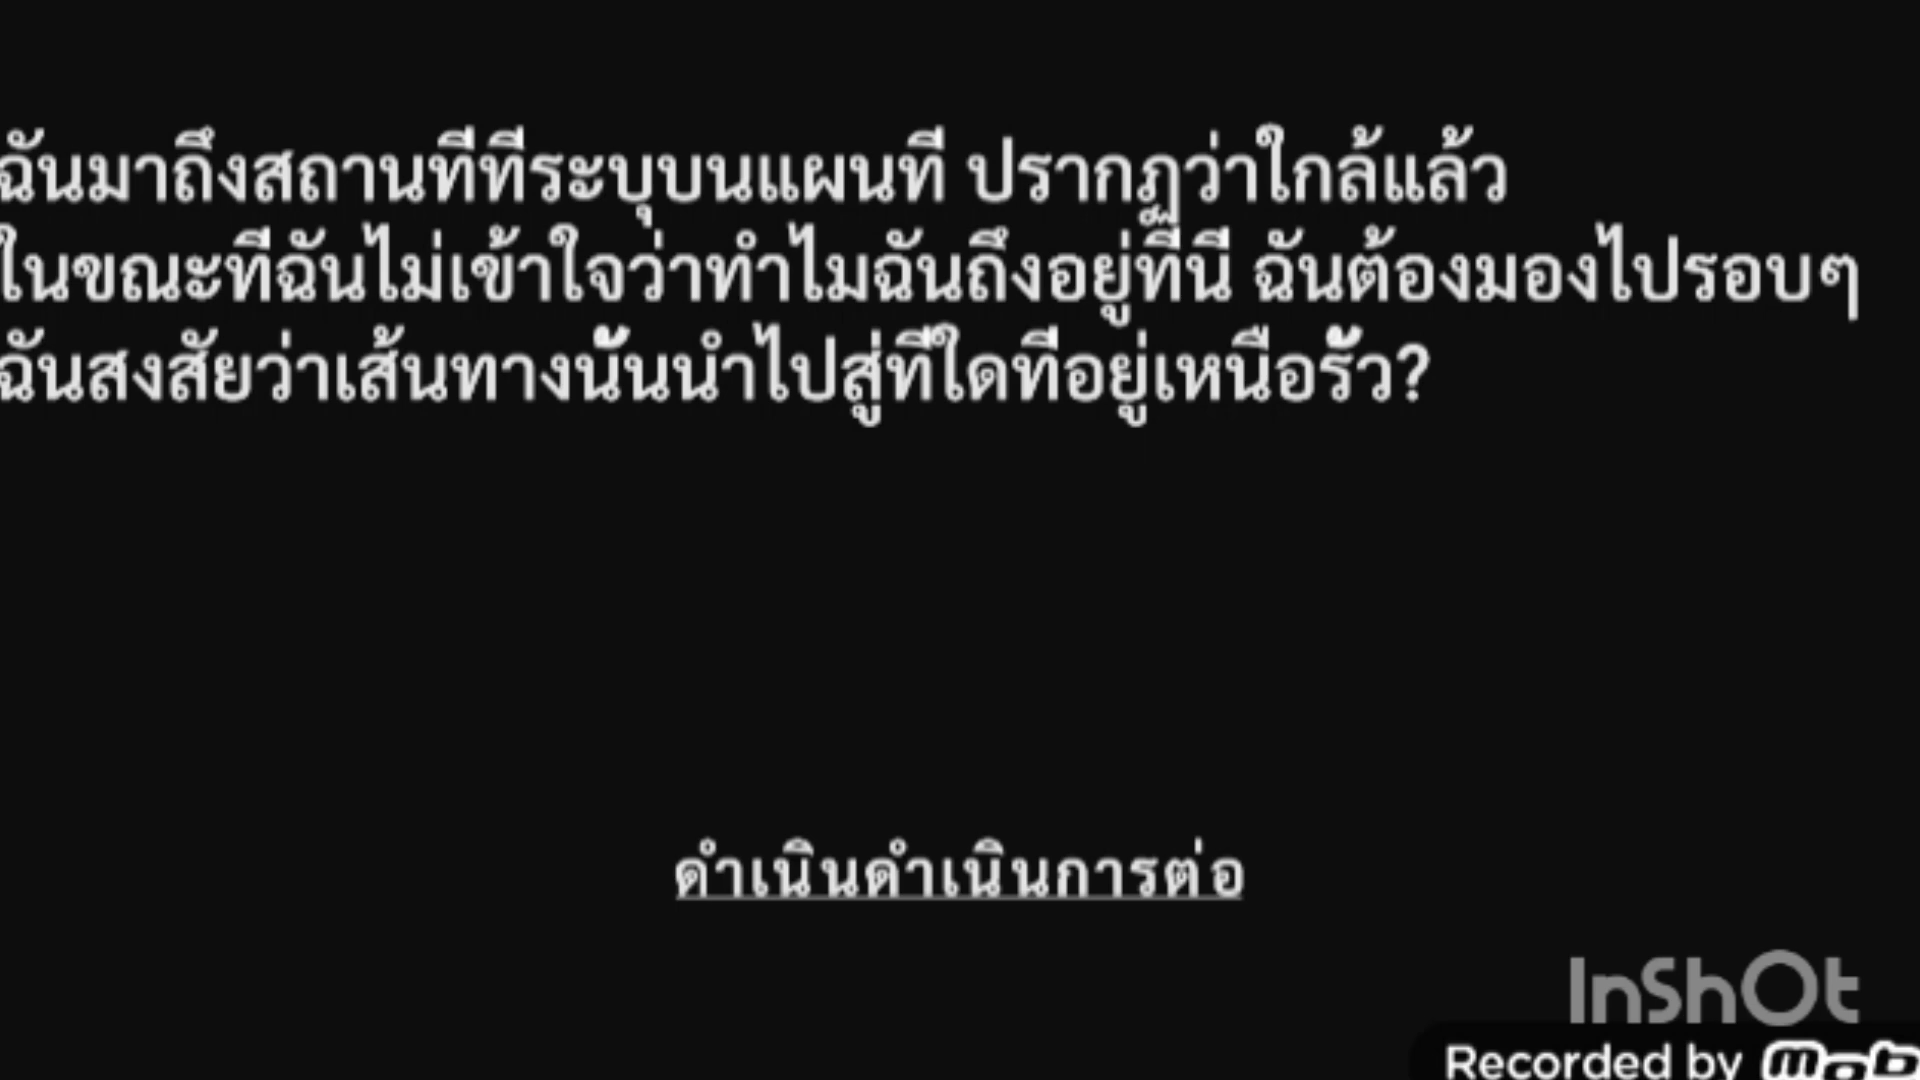 ฉันมาถึงสถานที่ที่ระบุบนแผนที่ ปรากฏว่าใกล้แล้ว
ในขณะที่ฉันไม่เข้าใจว่าทำไมฉันถึงอยู่ที่นี่ ฉันต้องมองไปรอบๆ
ฉันสงสัยว่าเส้นทางนั้นนำไปสู่ที่ใดที่อยู่เหนือรั้ว?
ดำเนินดำเนินการต่อ
InShOt
Recorded by mob